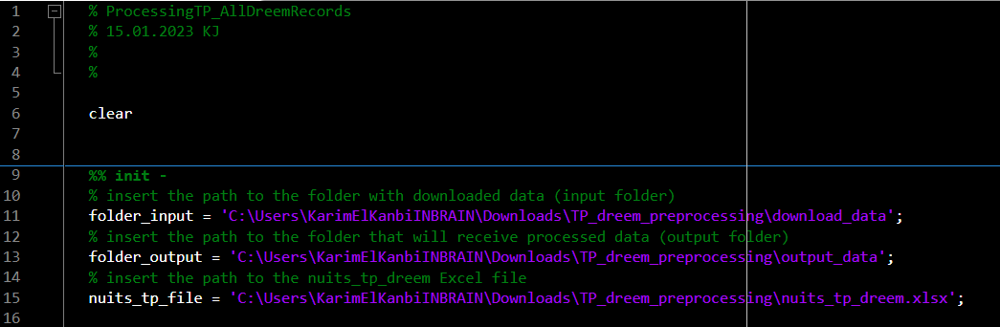 1 % ProcessingTP_AllDreemRecords
2 % 15.01.2023 KJ
3 %
4 %
5
6 clear
7
8
9 %% init -
10 % insert the path to the folder with downloaded data (input folder)
11 folder_input = 'C:\Users\KarimElKanbiINBRAIN\Downloads\TP_dreem_preprocessing\download_data';
12 % insert the path to the folder that will receive processed data (output folder)
13 folder_output = 'C:\Users\KarimElKanbiINBRAIN\Downloads\TP_dreem_preprocessing\output_data';
14 % insert the path to the nuits_tp_dreem Excel file
15 nuits_tp_file = 'C:\Users\KarimElKanbiINBRAIN\Downloads\TP_dreem_preprocessing\nuits_tp_dreem.xlsx';
16